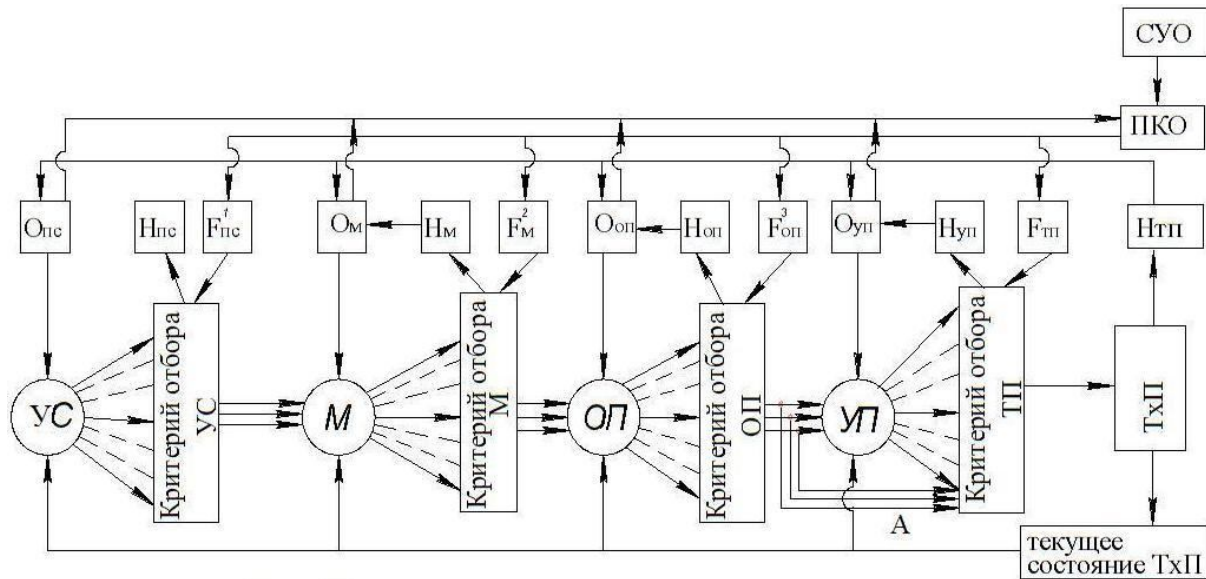 СУО
ПКО
Опс
Нпс
F¹пс
Ом
Нм
F²м
Ооп
Ноп
F³оп
Оуп
Нуп
Fтп
Нтп
УС
Критерий отбора
УС
М
Критерий отбора
М
ОП
Критерий отбора
ОП
УП
Критерий отбора
ТП
ТхП
А
текущее
состояние ТхП